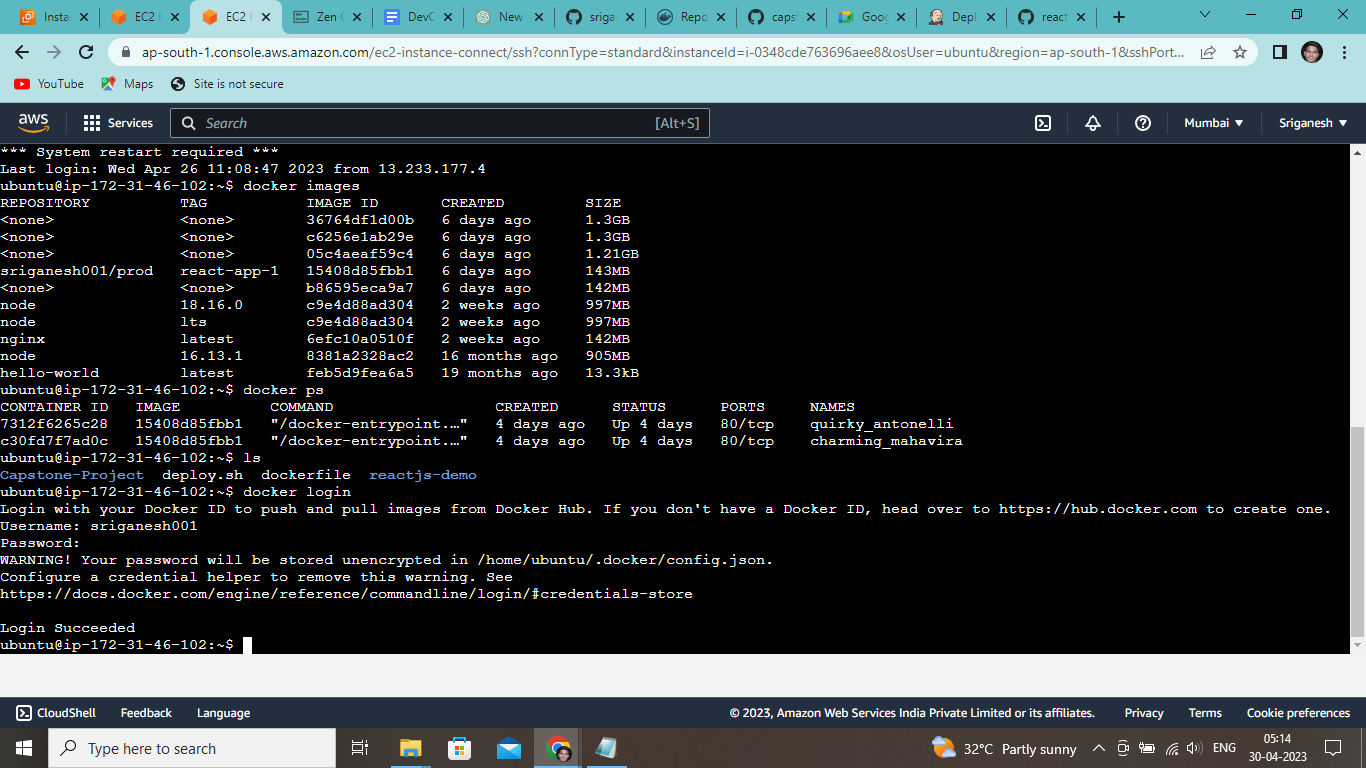 Insta
EC2 I
EC2 I
Zen
DevC
New
sriga
Repo
caps
Goog
Depl
react
ap-south-1.console.aws.amazon.com/ec2-instance-connect/ssh?connType=standard&instanceId=i-0348cde763696aee8&osUser=ubuntu&region=ap-south-1&sshPort...
YouTube
Maps
Site is not secure
aws
Services
Search
[Alt+S]
Mumbai
Sriganesh
*** System restart required ***
Last login: Wed Apr 26 11:08:47 2023 from 13.233.177.4
ubuntu@ip-172-31-46-102:~$ docker images
REPOSITORY TAG IMAGE ID CREATED SIZE
<none> <none> 36764df1d00b 6 days ago 1.3GB
<none> <none> c6256e1ab29e 6 days ago 1.3GB
<none> <none> 05c4aeaf59c4 6 days ago 1.21GB
sriganesh001/prod react-app-1 15408d85fbb1 6 days ago 143MB
<none> <none> b86595eca9a7 6 days ago 142MB
node 18.16.0 c9e4d88ad304 2 weeks ago 997MB
node lts c9e4d88ad304 2 weeks ago 997MB
nginx latest 6efc10a0510f 2 weeks ago 142MB
node 16.13.1 8381a2328ac2 16 months ago 905MB
hello-world latest feb5d9fea6a5 19 months ago 13.3kB
ubuntu@ip-172-31-46-102:~$ docker ps
CONTAINER ID IMAGE COMMAND CREATED STATUS PORTS NAMES
7312f6265c28 15408d85fbb1 "/docker-entrypoint.…" 4 days ago Up 4 days 80/tcp quirky_antonelli
c30fd7f7ad0c 15408d85fbb1 "/docker-entrypoint.…" 4 days ago Up 4 days 80/tcp charming_mahavira
ubuntu@ip-172-31-46-102:~$ ls
Capstone-Project deploy.sh dockerfile reactjs-demo
ubuntu@ip-172-31-46-102:~$ docker login
Login with your Docker ID to push and pull images from Docker Hub. If you don't have a Docker ID, head over to https://hub.docker.com to create one.
Username: sriganesh001
Password:
WARNING! Your password will be stored unencrypted in /home/ubuntu/.docker/config.json.
Configure a credential helper to remove this warning. See
https://docs.docker.com/engine/reference/commandline/login/#credentials-store
Login Succeeded
ubuntu@ip-172-31-46-102:~$
CloudShell
Feedback
Language
© 2023, Amazon Web Services India Private Limited or its affiliates.
Privacy
Terms
Cookie preferences
Type here to search
32°C Partly sunny
ENG
05:14
30-04-2023